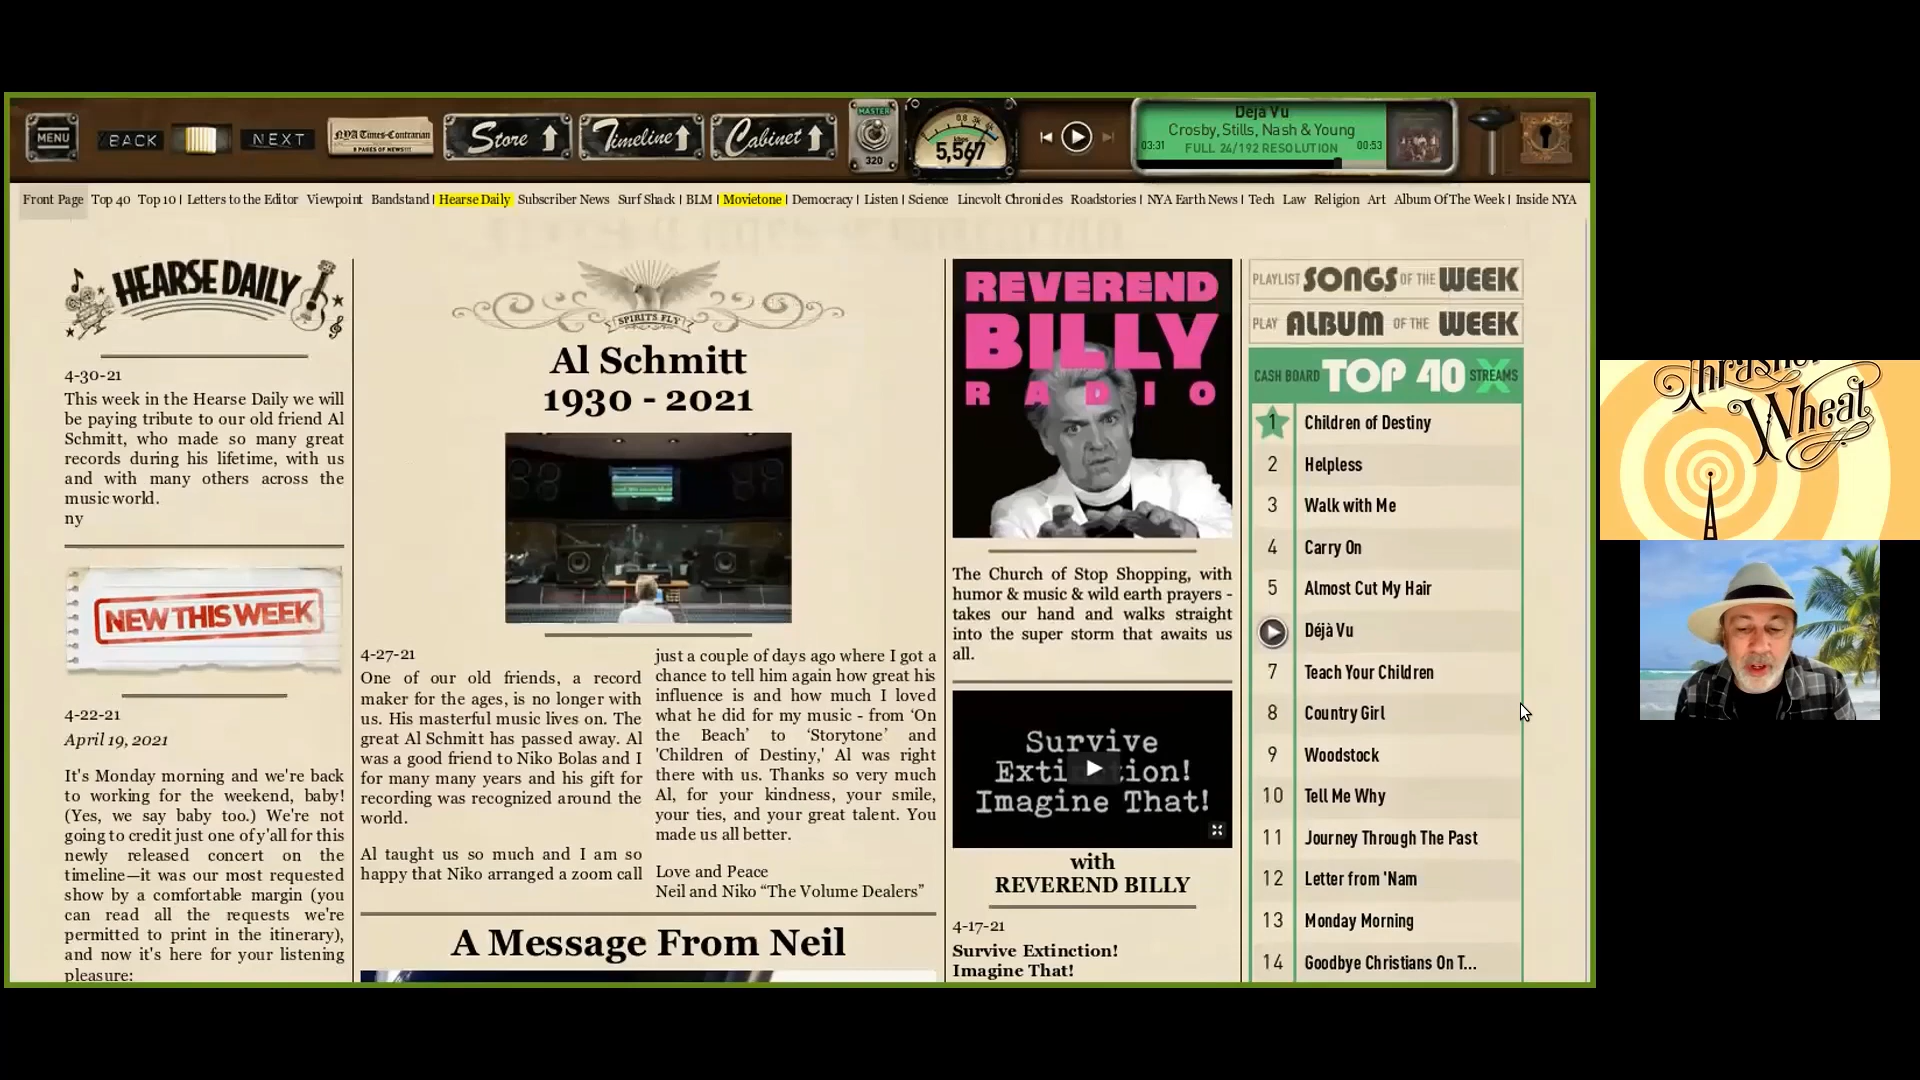 MENU
BACK
NEXT
NYA Times-Contrarian
8 PAGES OF NEWS!!!
Store
Timeline
Cabinet
MASTER
320
5,567
Deja Vu
Crosby, Stills, Nash & Young
FULL 24/192 RESOLUTION
03:31
00:53
Front Page Top 40 Top 10 | Letters to the Editor Viewpoint Bandstand | Hearse Daily Subscriber News Surf Shack | BLM | Movietone | Democracy | Listen | Science Lincvolt Chronicles Roadstories | NYA Earth News | Tech Law Religion Art Album Of The Week | Inside NYA
HEARSE DAILY
4-30-21
This week in the Hearse Daily we will
be paying tribute to our old friend Al
Schmitt, who made so many great
records during his lifetime, with us
and with many others across the
music world.
ny
NEW THIS WEEK
4-22-21
April 19, 2021
It's Monday morning and we're back
to working for the weekend, baby!
(Yes, we say baby too.) We're not
going to credit just one of y'all for this
newly released concert on the
timeline—it was our most requested
show by a comfortable margin (you
can read all the requests we're
permitted to print in the itinerary),
and now it's here for your listening
pleasure:
SPIRITS FLY
Al Schmitt
1930 - 2021
4-27-21
One of our old friends, a record
maker for the ages, is no longer with
us. His masterful music lives on. The
great Al Schmitt has passed away. Al
was a good friend to Niko Bolas and I
for many many years and his gift for
recording was recognized around the
world.
Al taught us so much and I am so
happy that Niko arranged a zoom call
just a couple of days ago where I got a
chance to tell him again how great his
influence is and how much I loved
what he did for my music - from ‘On
the Beach’ to ‘Storytone’ and
'Children of Destiny,' Al was right
there with us. Thanks so very much
Al, for your kindness, your smile,
your ties, and your great talent. You
made us all better.
Love and Peace
Neil and Niko “The Volume Dealers”
A Message From Neil
REVEREND
BILLY
RADIO
The Church of Stop Shopping, with
humor & music & wild earth prayers -
takes our hand and walks straight
into the super storm that awaits us
all.
Survive
Extinction!
Imagine That!
with
REVEREND BILLY
4-17-21
Survive Extinction!
Imagine That!
PLAYLIST SONGS OF THE WEEK
PLAY ALBUM OF THE WEEK
CASH BOARD TOP 40 STREAMS
1 Children of Destiny
2 Helpless
3 Walk with Me
4 Carry On
5 Almost Cut My Hair
Déjà Vu
7 Teach Your Children
8 Country Girl
9 Woodstock
10 Tell Me Why
11 Journey Through The Past
12 Letter from 'Nam
13 Monday Morning
14 Goodbye Christians On T...
Wheat